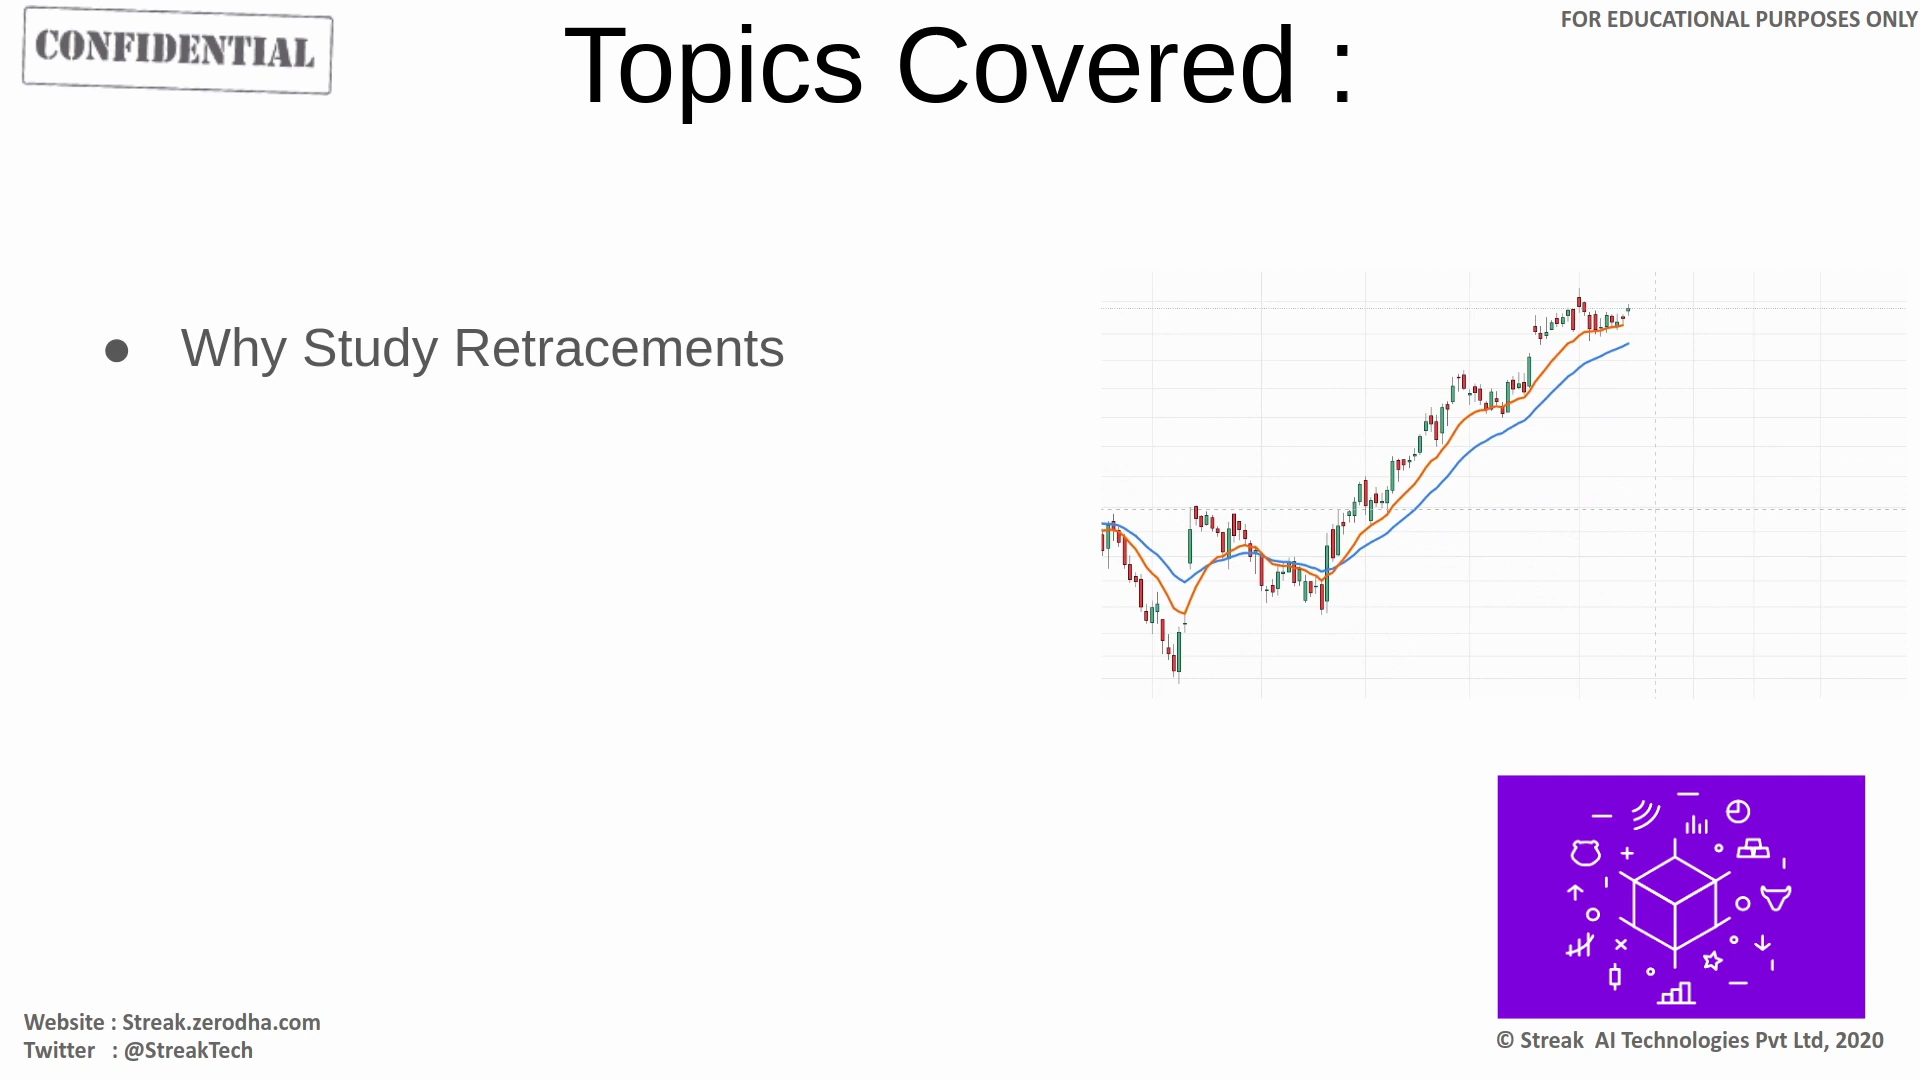 CONFIDENTIAL
Topics Covered :
FOR EDUCATIONAL PURPOSES ONLY
● Why Study Retracements
Website : Streak.zerodha.com
Twitter : @StreakTech
© Streak AI Technologies Pvt Ltd, 2020